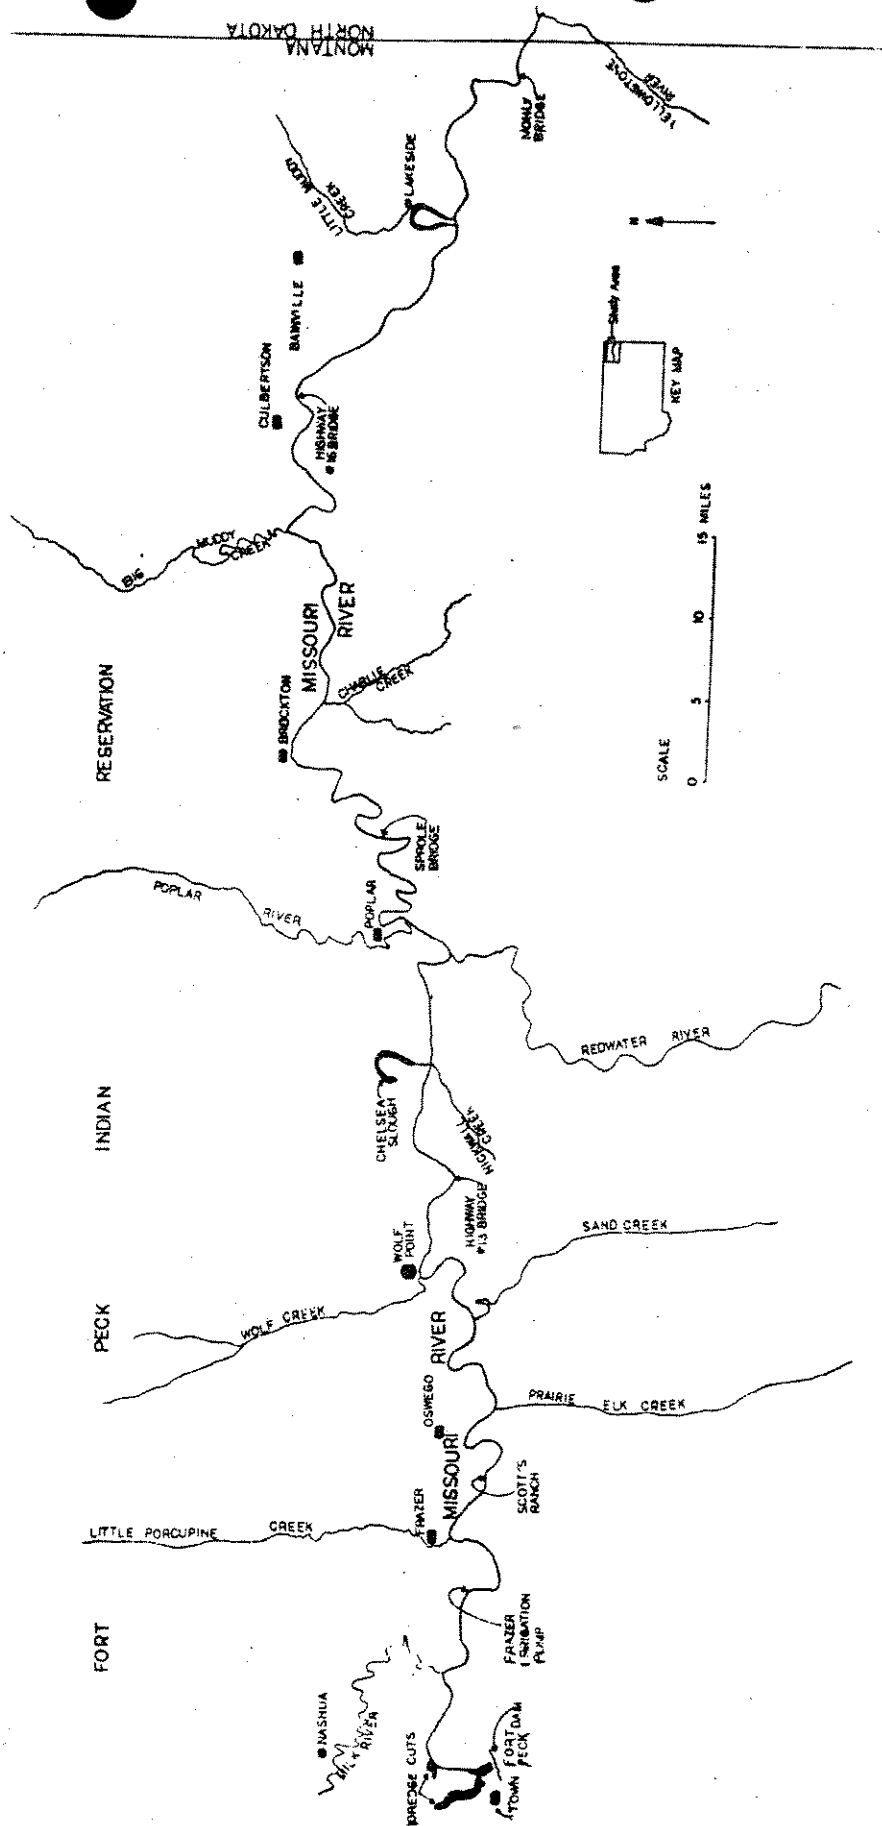 MONTANA
NORTH DAKOTA
FORT
PECK
INDIAN
RESERVATION
NASHUA
MILK
RIVER
DREDGE CUTS
TOWN
FORT
PECK
DAM
FRAZER
IRRIGATION
PUMP
LITTLE PORCUPINE
CREEK
FRAZER
MISSOURI
RIVER
SCOTT'S
RANCH
OSWEGO
PRAIRIE
ELK CREEK
WOLF CREEK
WOLF
POINT
SAND CREEK
HIGHWAY
#13 BRIDGE
CHELSEA
SLOUGH
CREEK
REDWATER
RIVER
POPLAR
RIVER
POPLAR
SPROLE
BRIDGE
BROCKTON
MISSOURI
RIVER
CHARLIE
CREEK
BIG
MUDDY
CREEK
CULBERTSON
HIGHWAY
#16 BRIDGE
BAINVILLE
LITTLE MUDDY
CREEK
LAKESIDE
MONDAK
BRIDGE
YELLOWSTONE
RIVER
N
Study Area
KEY MAP
SCALE
0 5 10 15 MILES